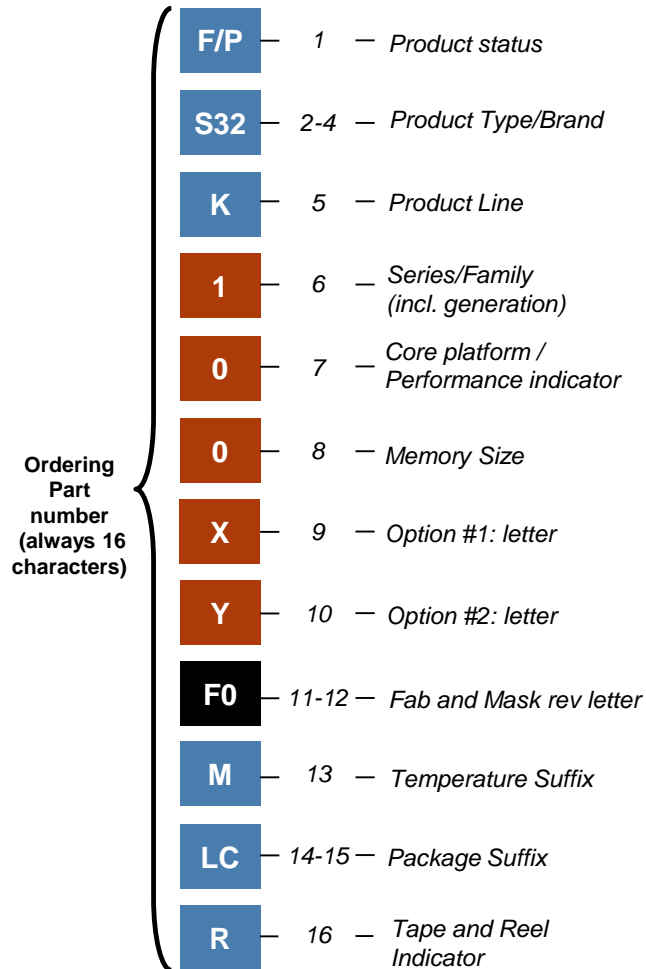 F/P – 1 – Product status
S32 – 2-4 – Product Type/Brand
K – 5 – Product Line
1 – 6 – Series/Family
(incl. generation)
0 – 7 – Core platform /
Performance indicator
0 – 8 – Memory Size
Ordering
Part
number
(always 16
characters)
X – 9 – Option #1: letter
Y – 10 – Option #2: letter
F0 – 11-12 – Fab and Mask rev letter
M – 13 – Temperature Suffix
LC – 14-15 – Package Suffix
R – 16 – Tape and Reel
Indicator